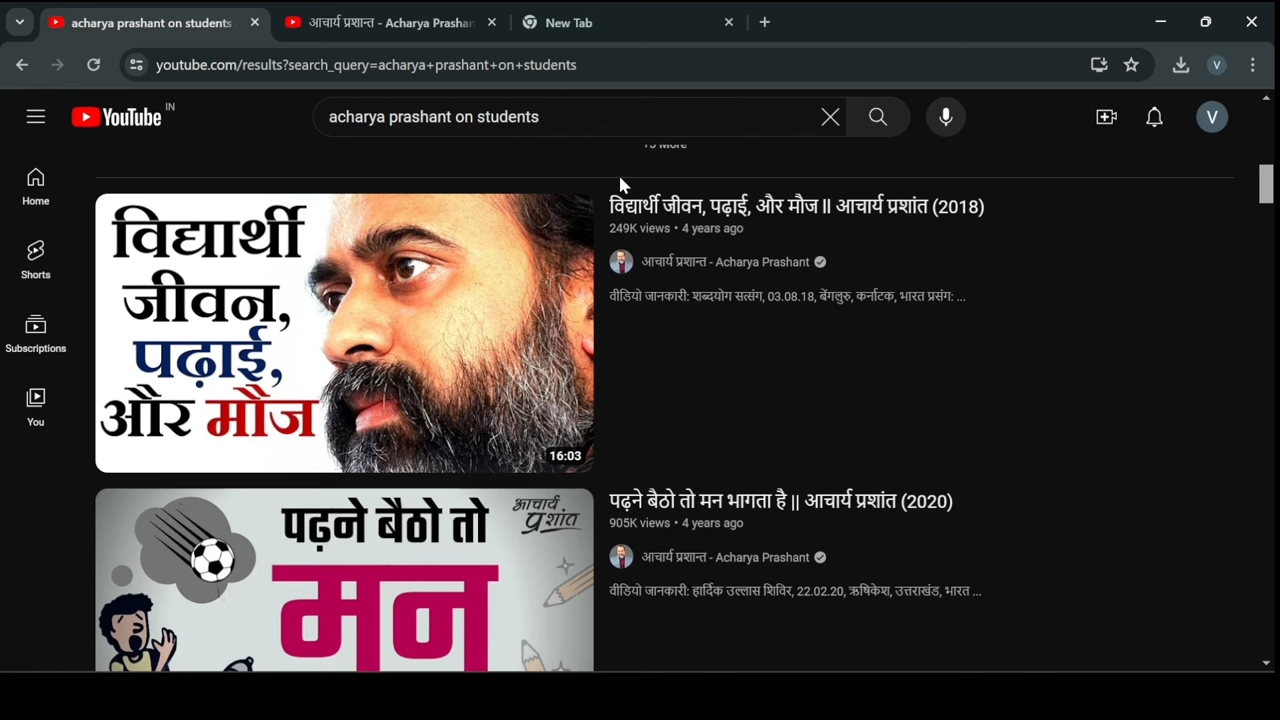 acharya prashant on students
आचार्य प्रशान्त - Acharya Prashan
New Tab
youtube.com/results?search_query=acharya+prashant+on+students
V
YouTube IN
acharya prashant on students
V
+3 More
Home
Shorts
Subscriptions
You
विद्यार्थी
जीवन,
पढ़ाई,
और मौज
16:03
विद्यार्थी जीवन, पढ़ाई, और मौज ॥ आचार्य प्रशांत (2018)
249K views • 4 years ago
आचार्य प्रशान्त - Acharya Prashant
वीडियो जानकारी: शब्दयोग सत्संग, 03.08.18, बेंगलुरु, कर्नाटक, भारत प्रसंग: ...
पढ़ने बैठो तो
मन
आचार्य
प्रशांत
पढ़ने बैठो तो मन भागता है || आचार्य प्रशांत (2020)
905K views • 4 years ago
आचार्य प्रशान्त - Acharya Prashant
वीडियो जानकारी: हार्दिक उल्लास शिविर, 22.02.20, ऋषिकेश, उत्तराखंड, भारत ...